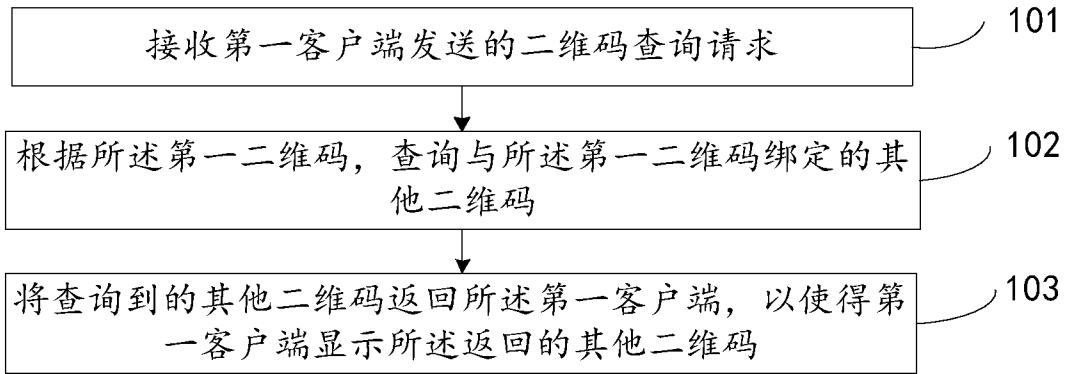 接收第一客户端发送的二维码查询请求
101
根据所述第一二维码，查询与所述第一二维码绑定的其
他二维码
102
将查询到的其他二维码返回所述第一客户端，以使得第
一客户端显示所述返回的其他二维码
103